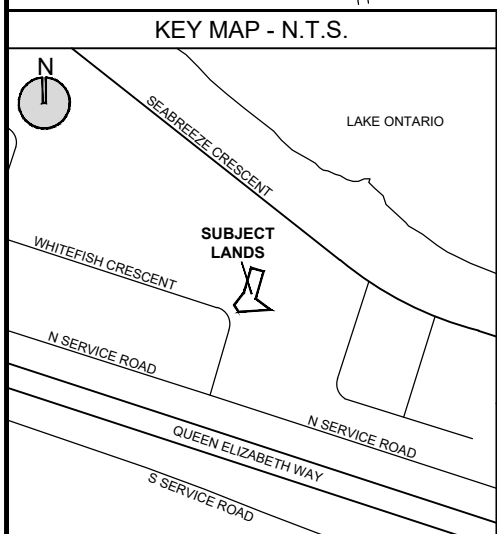 KEY MAP - N.T.S.
N
SEABREEZE CRESCENT
LAKE ONTARIO
SUBJECT
LANDS
WHITEFISH CRESCENT
N SERVICE ROAD
N SERVICE ROAD
QUEEN ELIZABETH WAY
S SERVICE ROAD